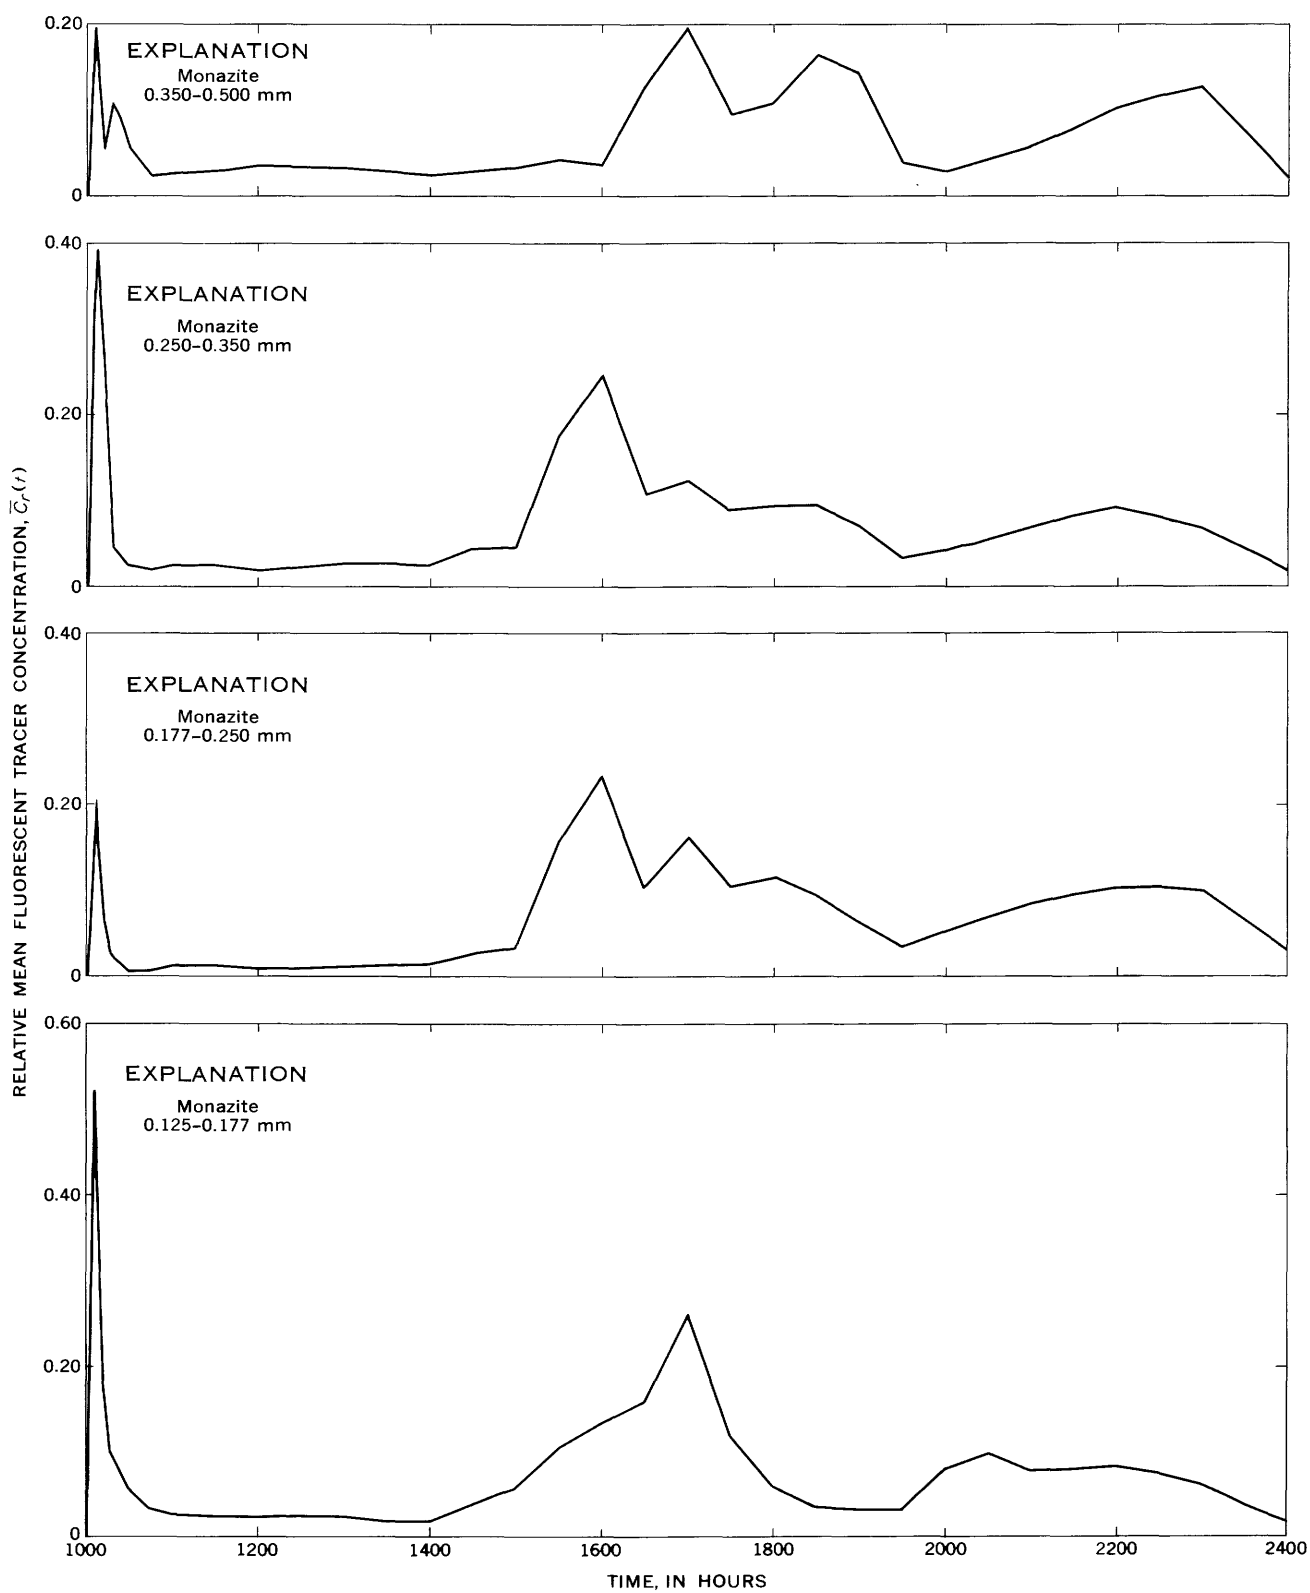 RELATIVE MEAN FLUORESCENT TRACER CONCENTRATION, C̅r(t)
0.20
0
EXPLANATION
Monazite
0.350–0.500 mm
0.40
0.20
0
EXPLANATION
Monazite
0.250–0.350 mm
0.40
0.20
0
EXPLANATION
Monazite
0.177–0.250 mm
0.60
0.40
0.20
0
EXPLANATION
Monazite
0.125–0.177 mm
1000 1200 1400 1600 1800 2000 2200 2400
TIME, IN HOURS